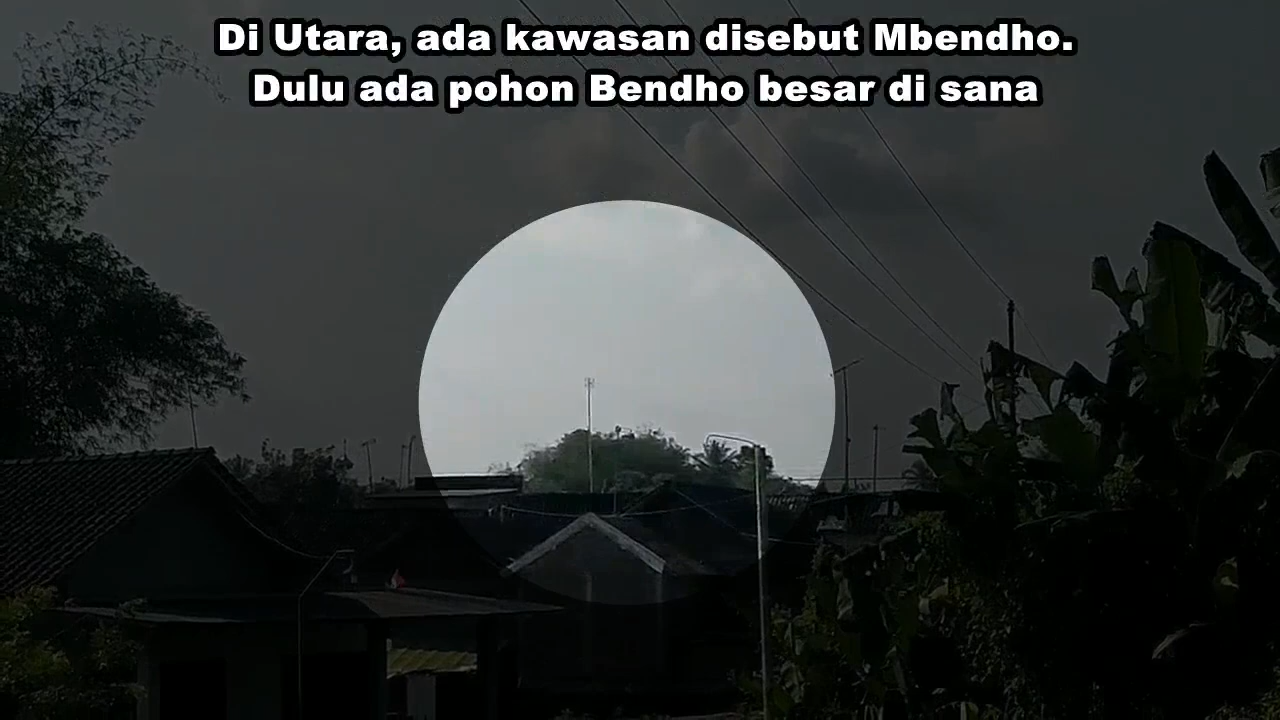 Di Utara, ada kawasan disebut Mbendho.
Dulu ada pohon Bendho besar di sana